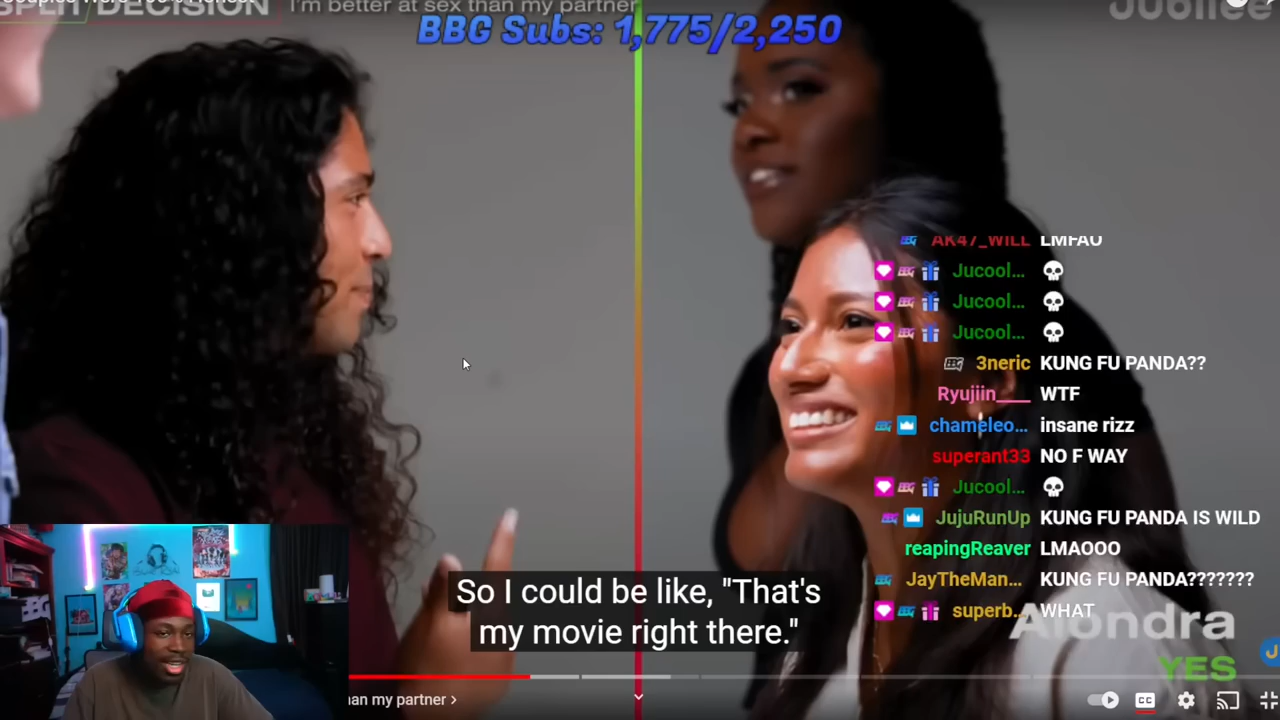 SPLIT DECISION
I'm better at sex than my partner
Jubilee
BBG Subs: 1,775/2,250
AK47_WILL LMFAO
Jucool...
Jucool...
Jucool...
3neric KUNG FU PANDA??
Ryujiin____ WTF
chameleo... insane rizz
superant33 NO F WAY
Jucool...
JujuRunUp KUNG FU PANDA IS WILD
reapingReaver LMAOOO
JayTheMan... KUNG FU PANDA???????
superb... WHAT
So I could be like, "That's
my movie right there."
Alondra
YES
han my partner
CC